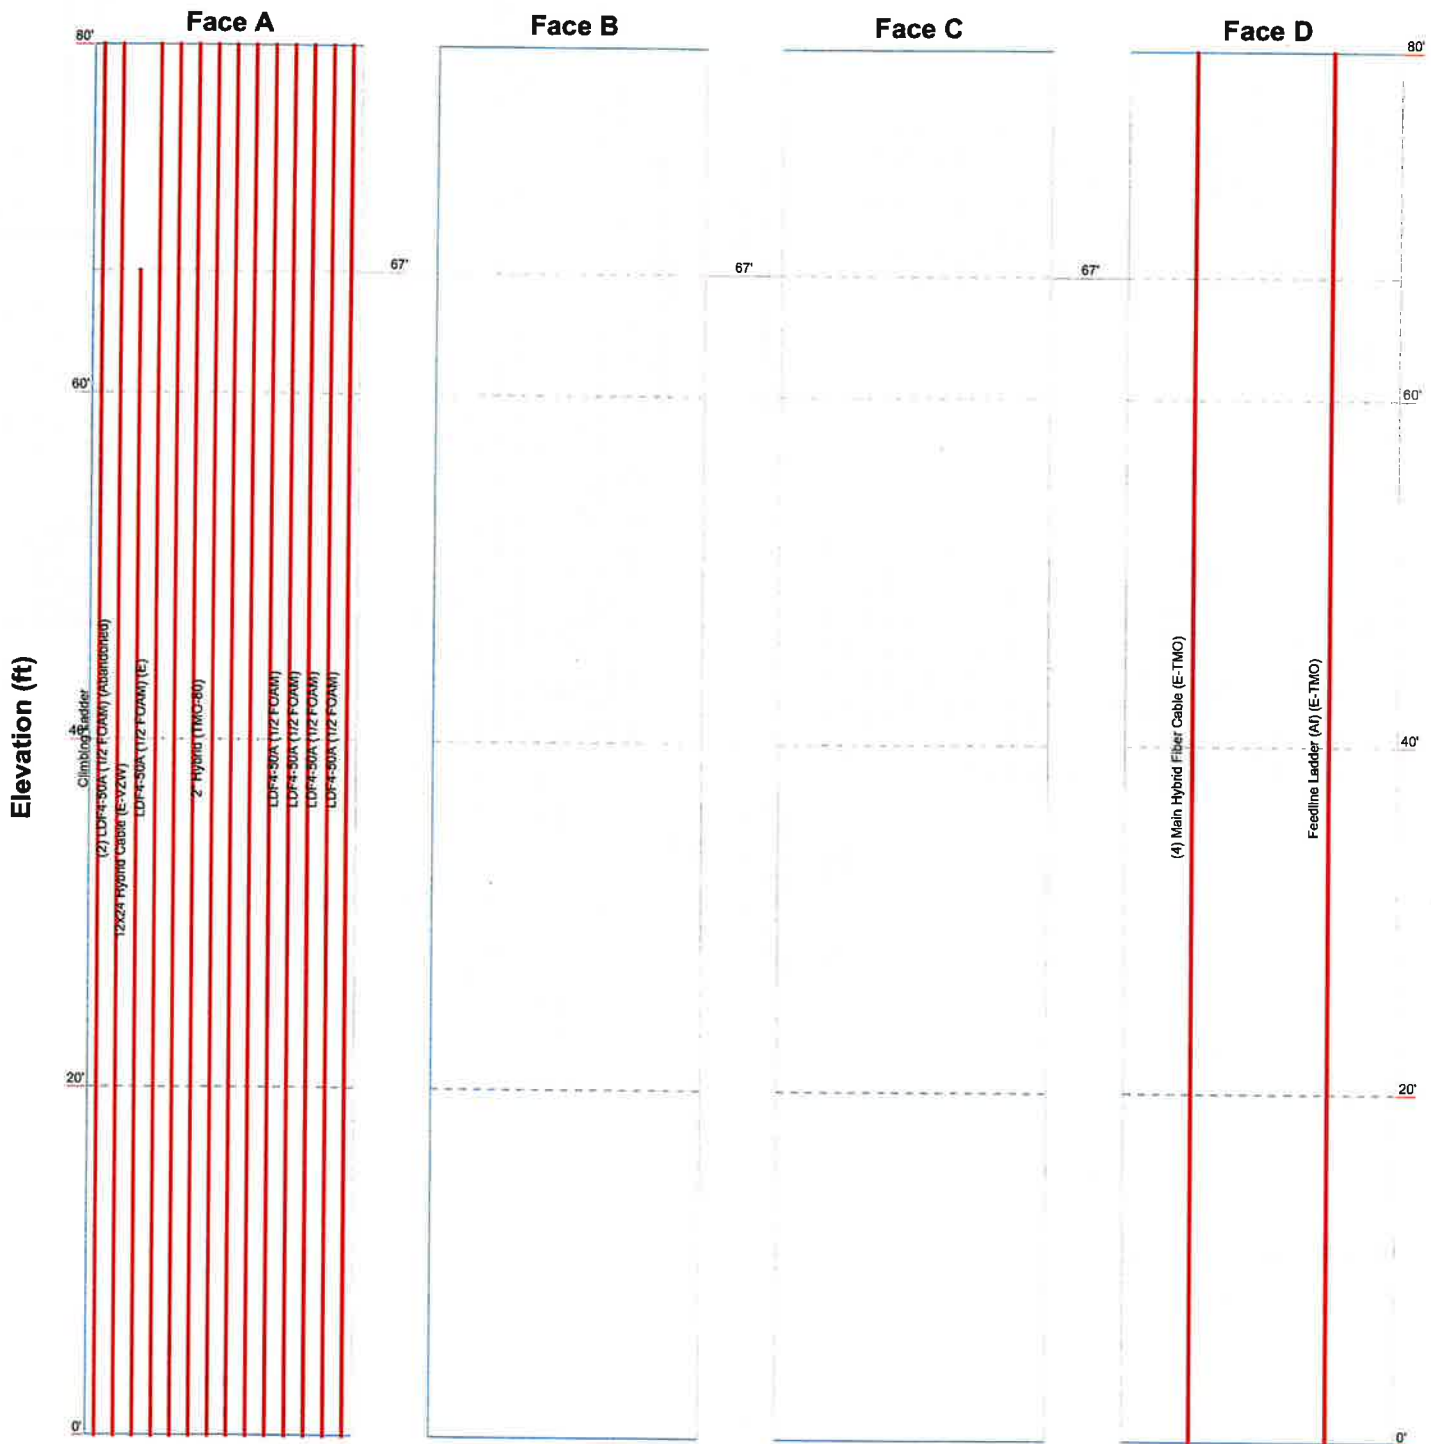 Face A
Face B
Face C
Face D
80'
80'
67'
67'
67'
60'
60'
Elevation (ft)
Climbing Ladder
(2) LDF4-50A (1/2 FOAM) (Abandoned)
12X24 Hybrid Cable (E-VZW)
LDF4-50A (1/2 FOAM) (E)
2" Hybrid (TMO-80)
LDF4-50A (1/2 FOAM)
LDF4-50A (1/2 FOAM)
LDF4-50A (1/2 FOAM)
LDF4-50A (1/2 FOAM)
(4) Main Hybrid Fiber Cable (E-TMO)
Feedline Ladder (Af) (E-TMO)
40'
20'
20'
0'
0'